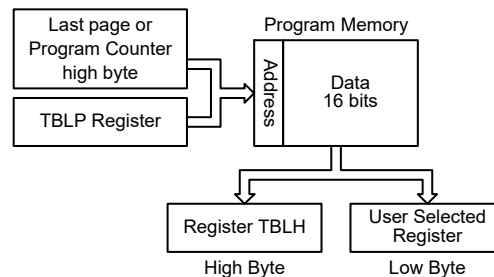 Last page or
Program Counter
high byte
TBLP Register
Program Memory
Address
Data
16 bits
Register TBLH
User Selected
Register
High Byte
Low Byte